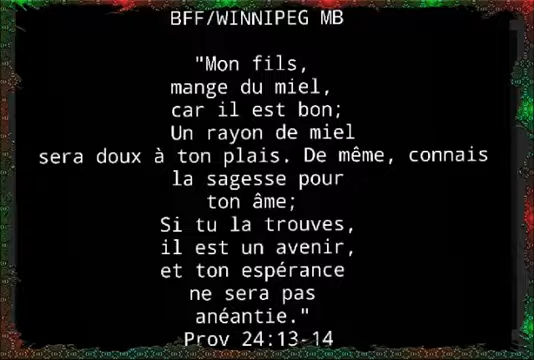 BFF/WINNIPEG MB
"Mon fils,
mange du miel,
car il est bon;
Un rayon de miel
sera doux à ton plais. De même, connais
la sagesse pour
ton âme;
Si tu la trouves,
il est un avenir,
et ton espérance
ne sera pas
anéantie."
Prov 24:13-14